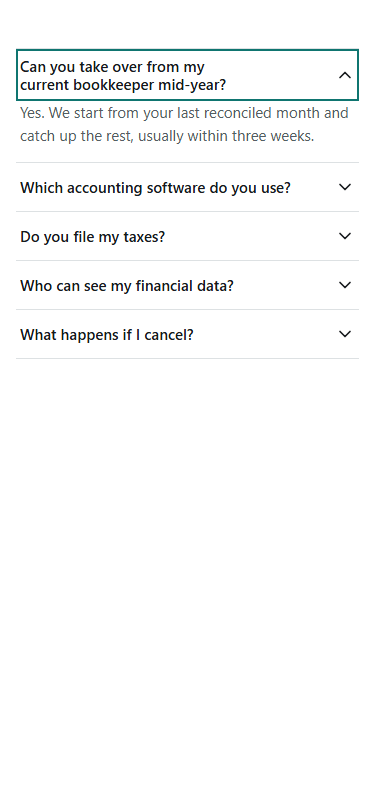 Can you take over from my
current bookkeeper mid-year?
Yes. We start from your last reconciled month and
catch up the rest, usually within three weeks.
Which accounting software do you use?
Do you file my taxes?
Who can see my financial data?
What happens if I cancel?